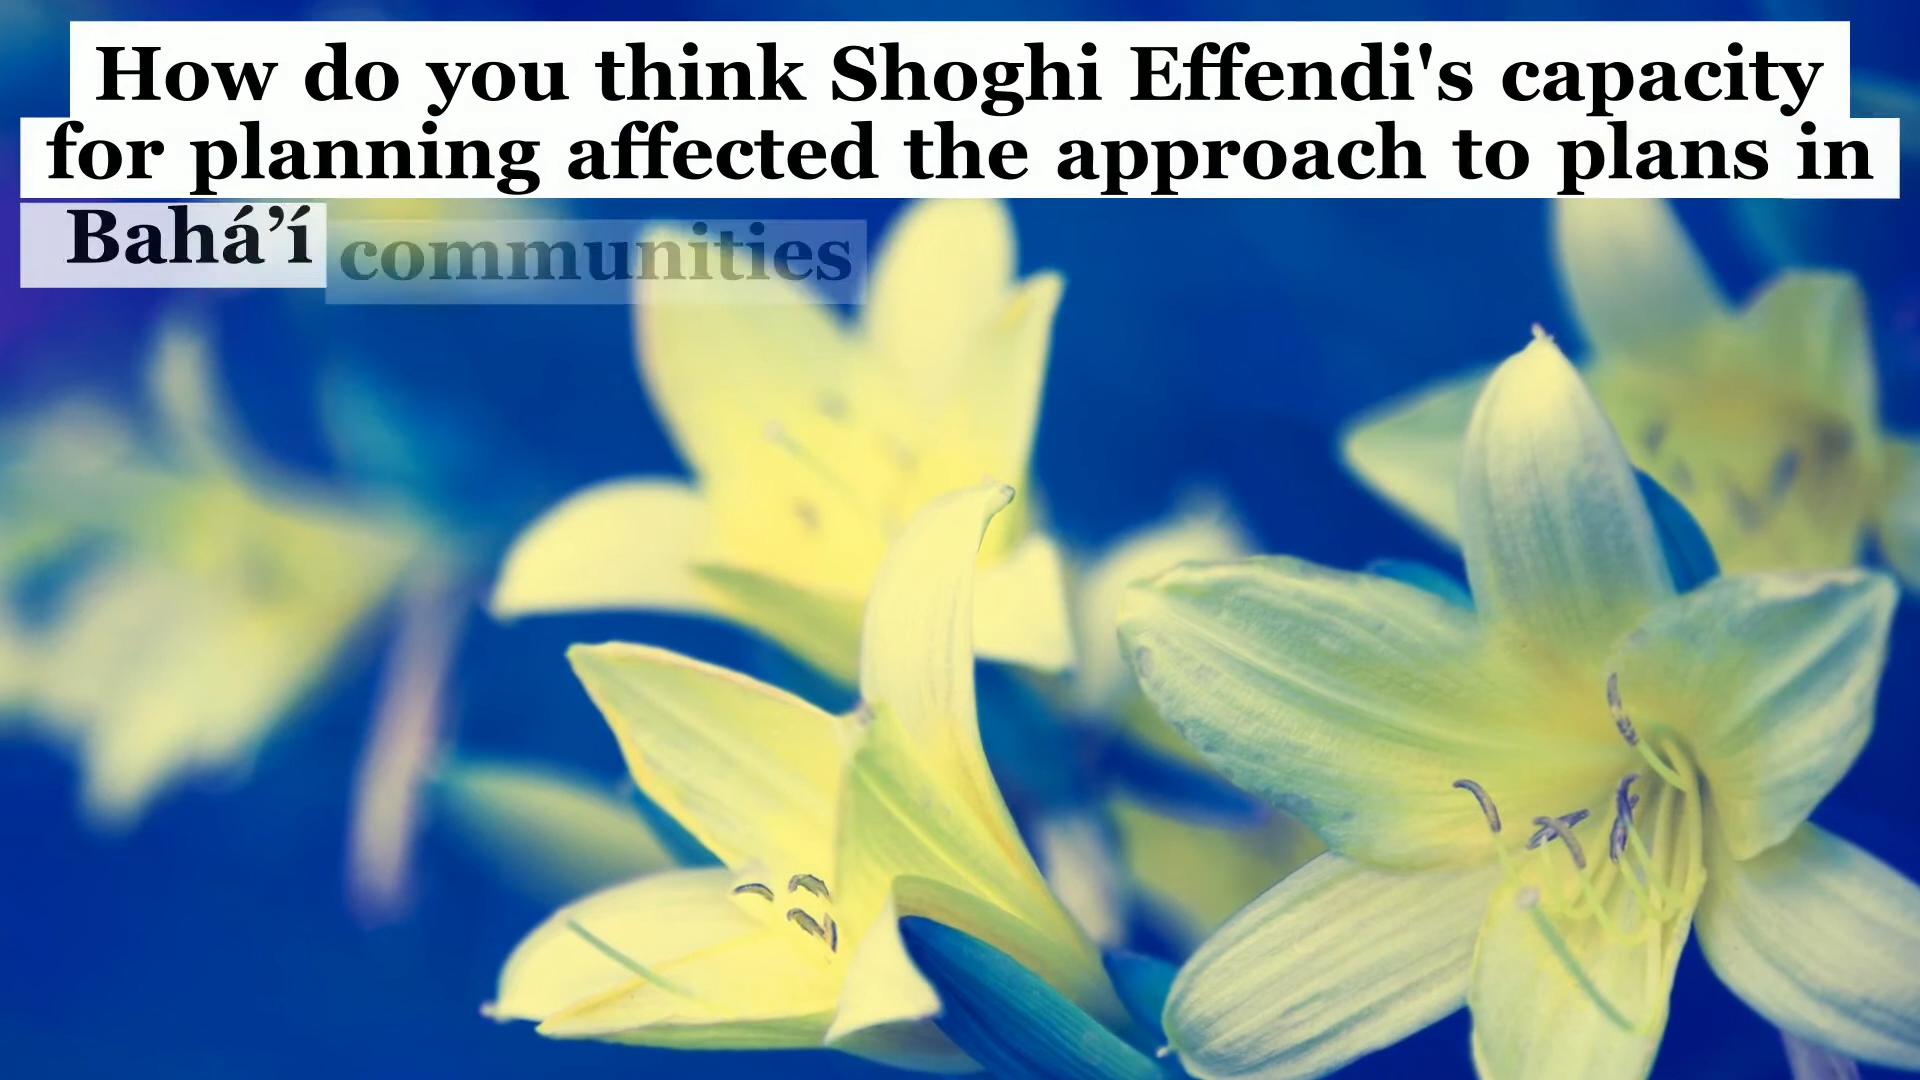 How do you think Shoghi Effendi's capacity
for planning affected the approach to plans in
Bahá’í communities